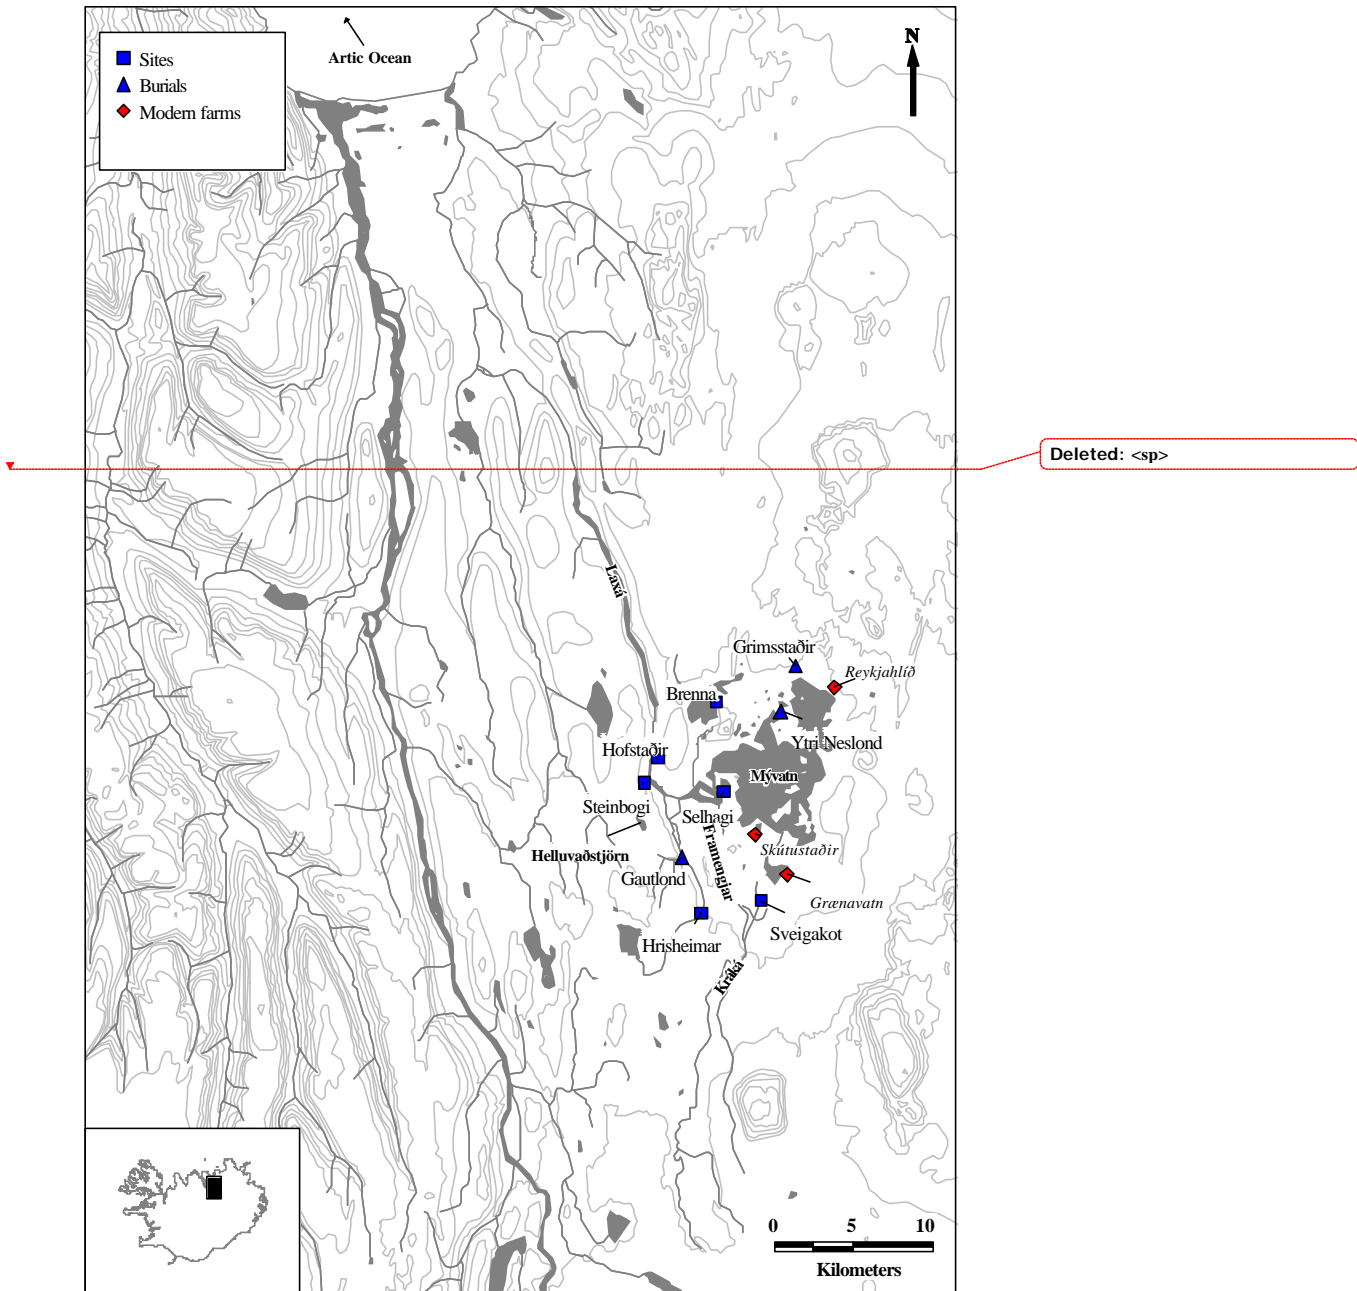 Artic Ocean
N
Sites
Burials
Modern farms
Deleted: <sp>
Laxá
Grimsstaðir
Reykjahlíð
Brenna
Ytri Neslond
Hofstaðir
Mývatn
Steinbogi
Selhagi
Framengjar
Skútustaðir
Helluvaðstjörn
Gautlond
Grænavatn
Sveigakot
Hrisheimar
Kráká
0 5 10
Kilometers